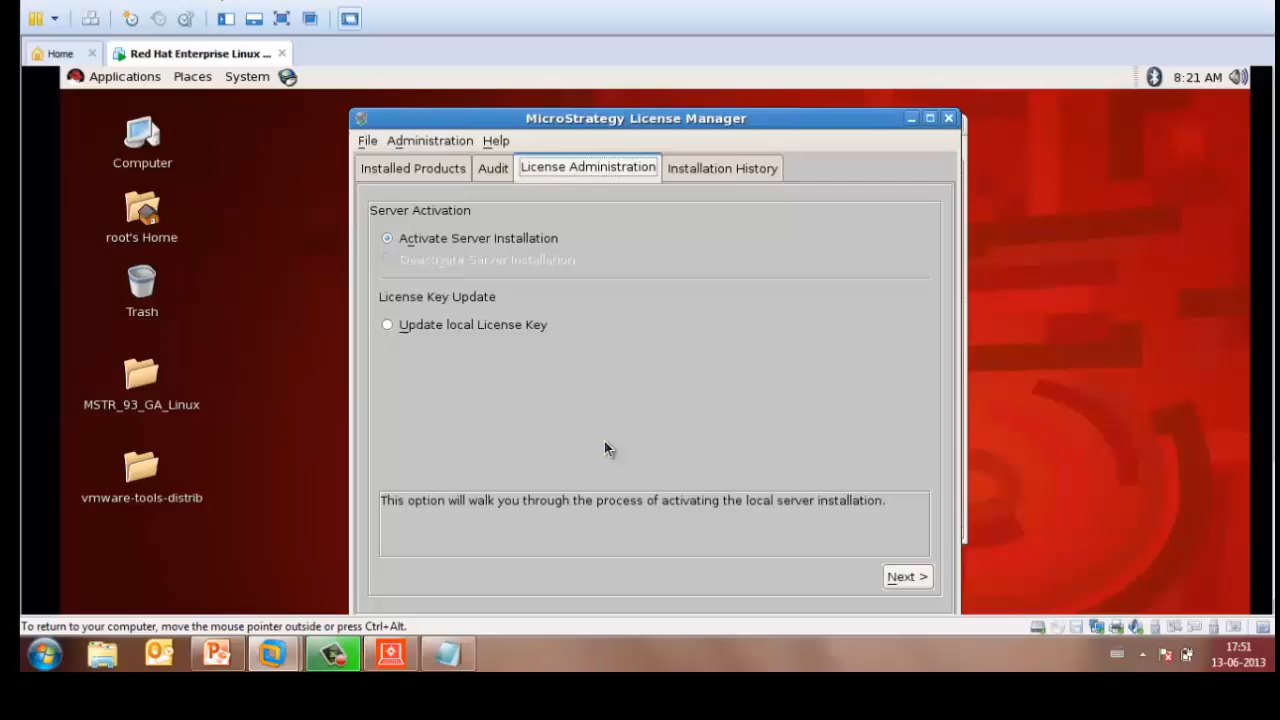 Home
Red Hat Enterprise Linux ...
Applications Places System
8:21 AM
Computer
root's Home
Trash
MSTR_93_GA_Linux
vmware-tools-distrib
MicroStrategy License Manager
File Administration Help
Installed Products Audit License Administration Installation History
Server Activation
Activate Server Installation
Deactivate Server Installation
License Key Update
Update local License Key
This option will walk you through the process of activating the local server installation.
Next >
To return to your computer, move the mouse pointer outside or press Ctrl+Alt.
17:51
13-06-2013